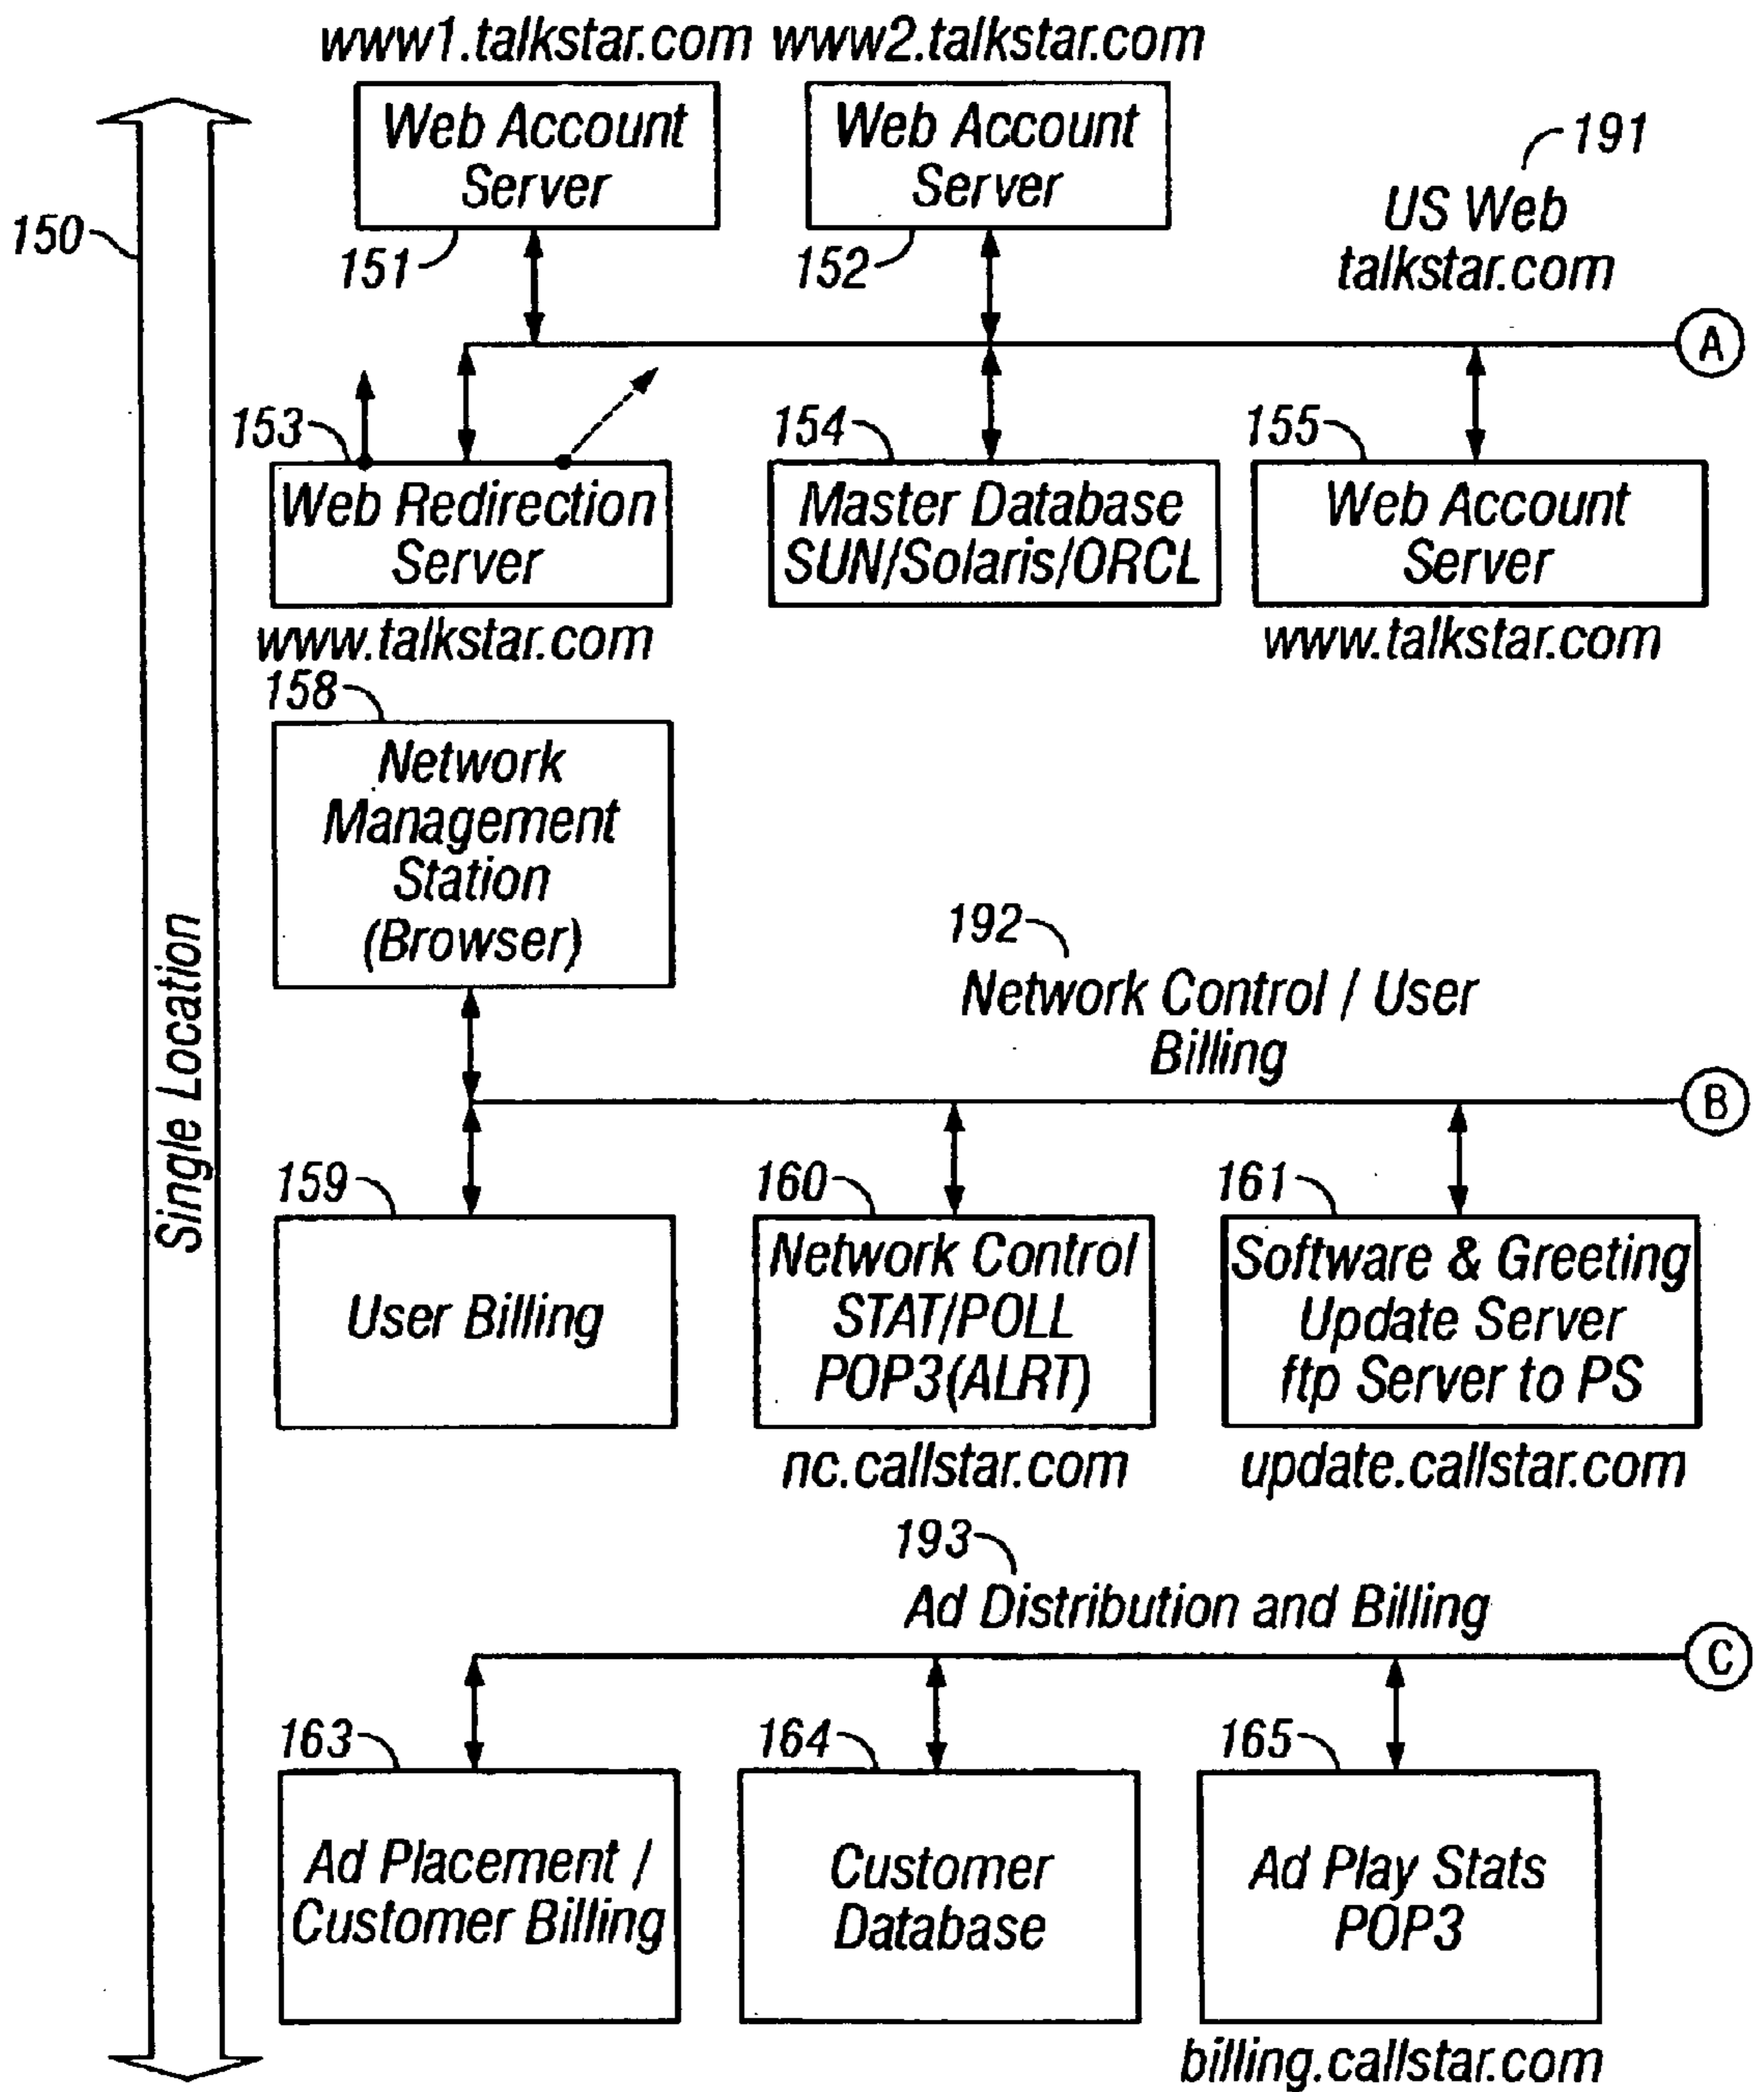 www1.talkstar.com www2.talkstar.com
Web Account
Server
Web Account
Server
191
US Web
talkstar.com
150
151
152
A
153
154
155
Web Redirection
Server
Master Database
SUN/Solaris/ORCL
Web Account
Server
www.talkstar.com
www.talkstar.com
158
Network
Management
Station
(Browser)
Single Location
192
Network Control / User
Billing
B
159
160
161
User Billing
Network Control
STAT/POLL
POP3(ALRT)
Software & Greeting
Update Server
ftp Server to PS
nc.callstar.com
update.callstar.com
193
Ad Distribution and Billing
C
163
164
165
Ad Placement /
Customer Billing
Customer
Database
Ad Play Stats
POP3
billing.callstar.com